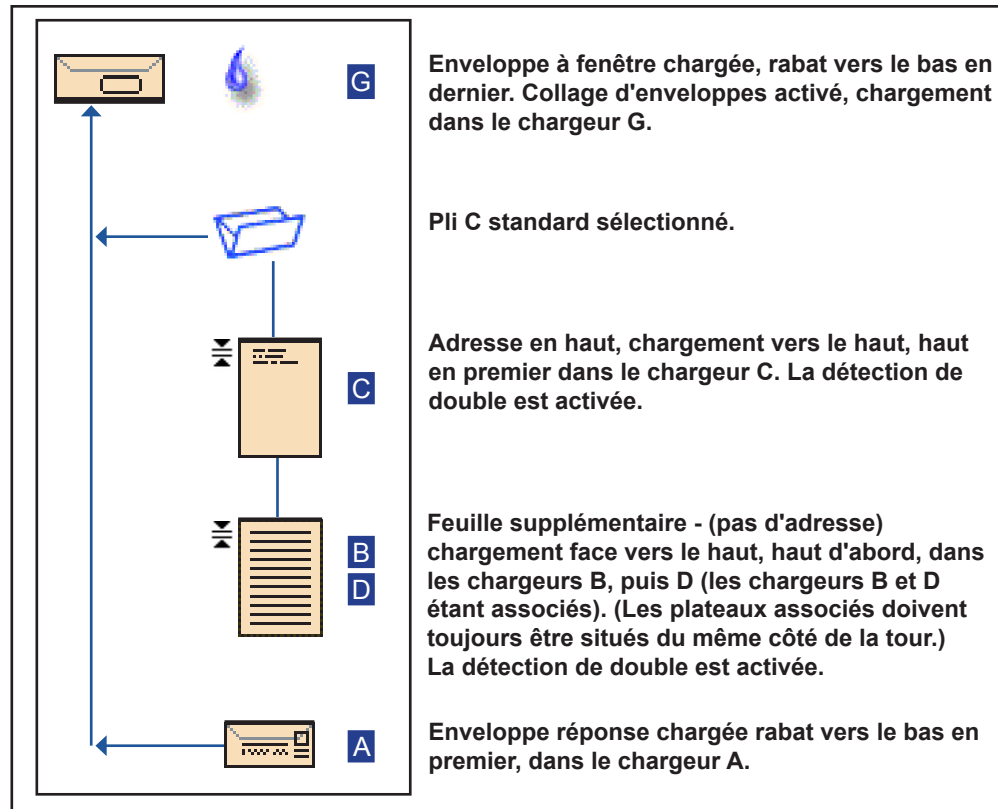 G
Enveloppe à fenêtre chargée, rabat vers le bas en
dernier. Collage d'enveloppes activé, chargement
dans le chargeur G.
Pli C standard sélectionné.
C
Adresse en haut, chargement vers le haut, haut
en premier dans le chargeur C. La détection de
double est activée.
B
D
Feuille supplémentaire - (pas d'adresse)
chargement face vers le haut, haut d'abord, dans
les chargeurs B, puis D (les chargeurs B et D
étant associés). (Les plateaux associés doivent
toujours être situés du même côté de la tour.)
La détection de double est activée.
A
Enveloppe réponse chargée rabat vers le bas en
premier, dans le chargeur A.